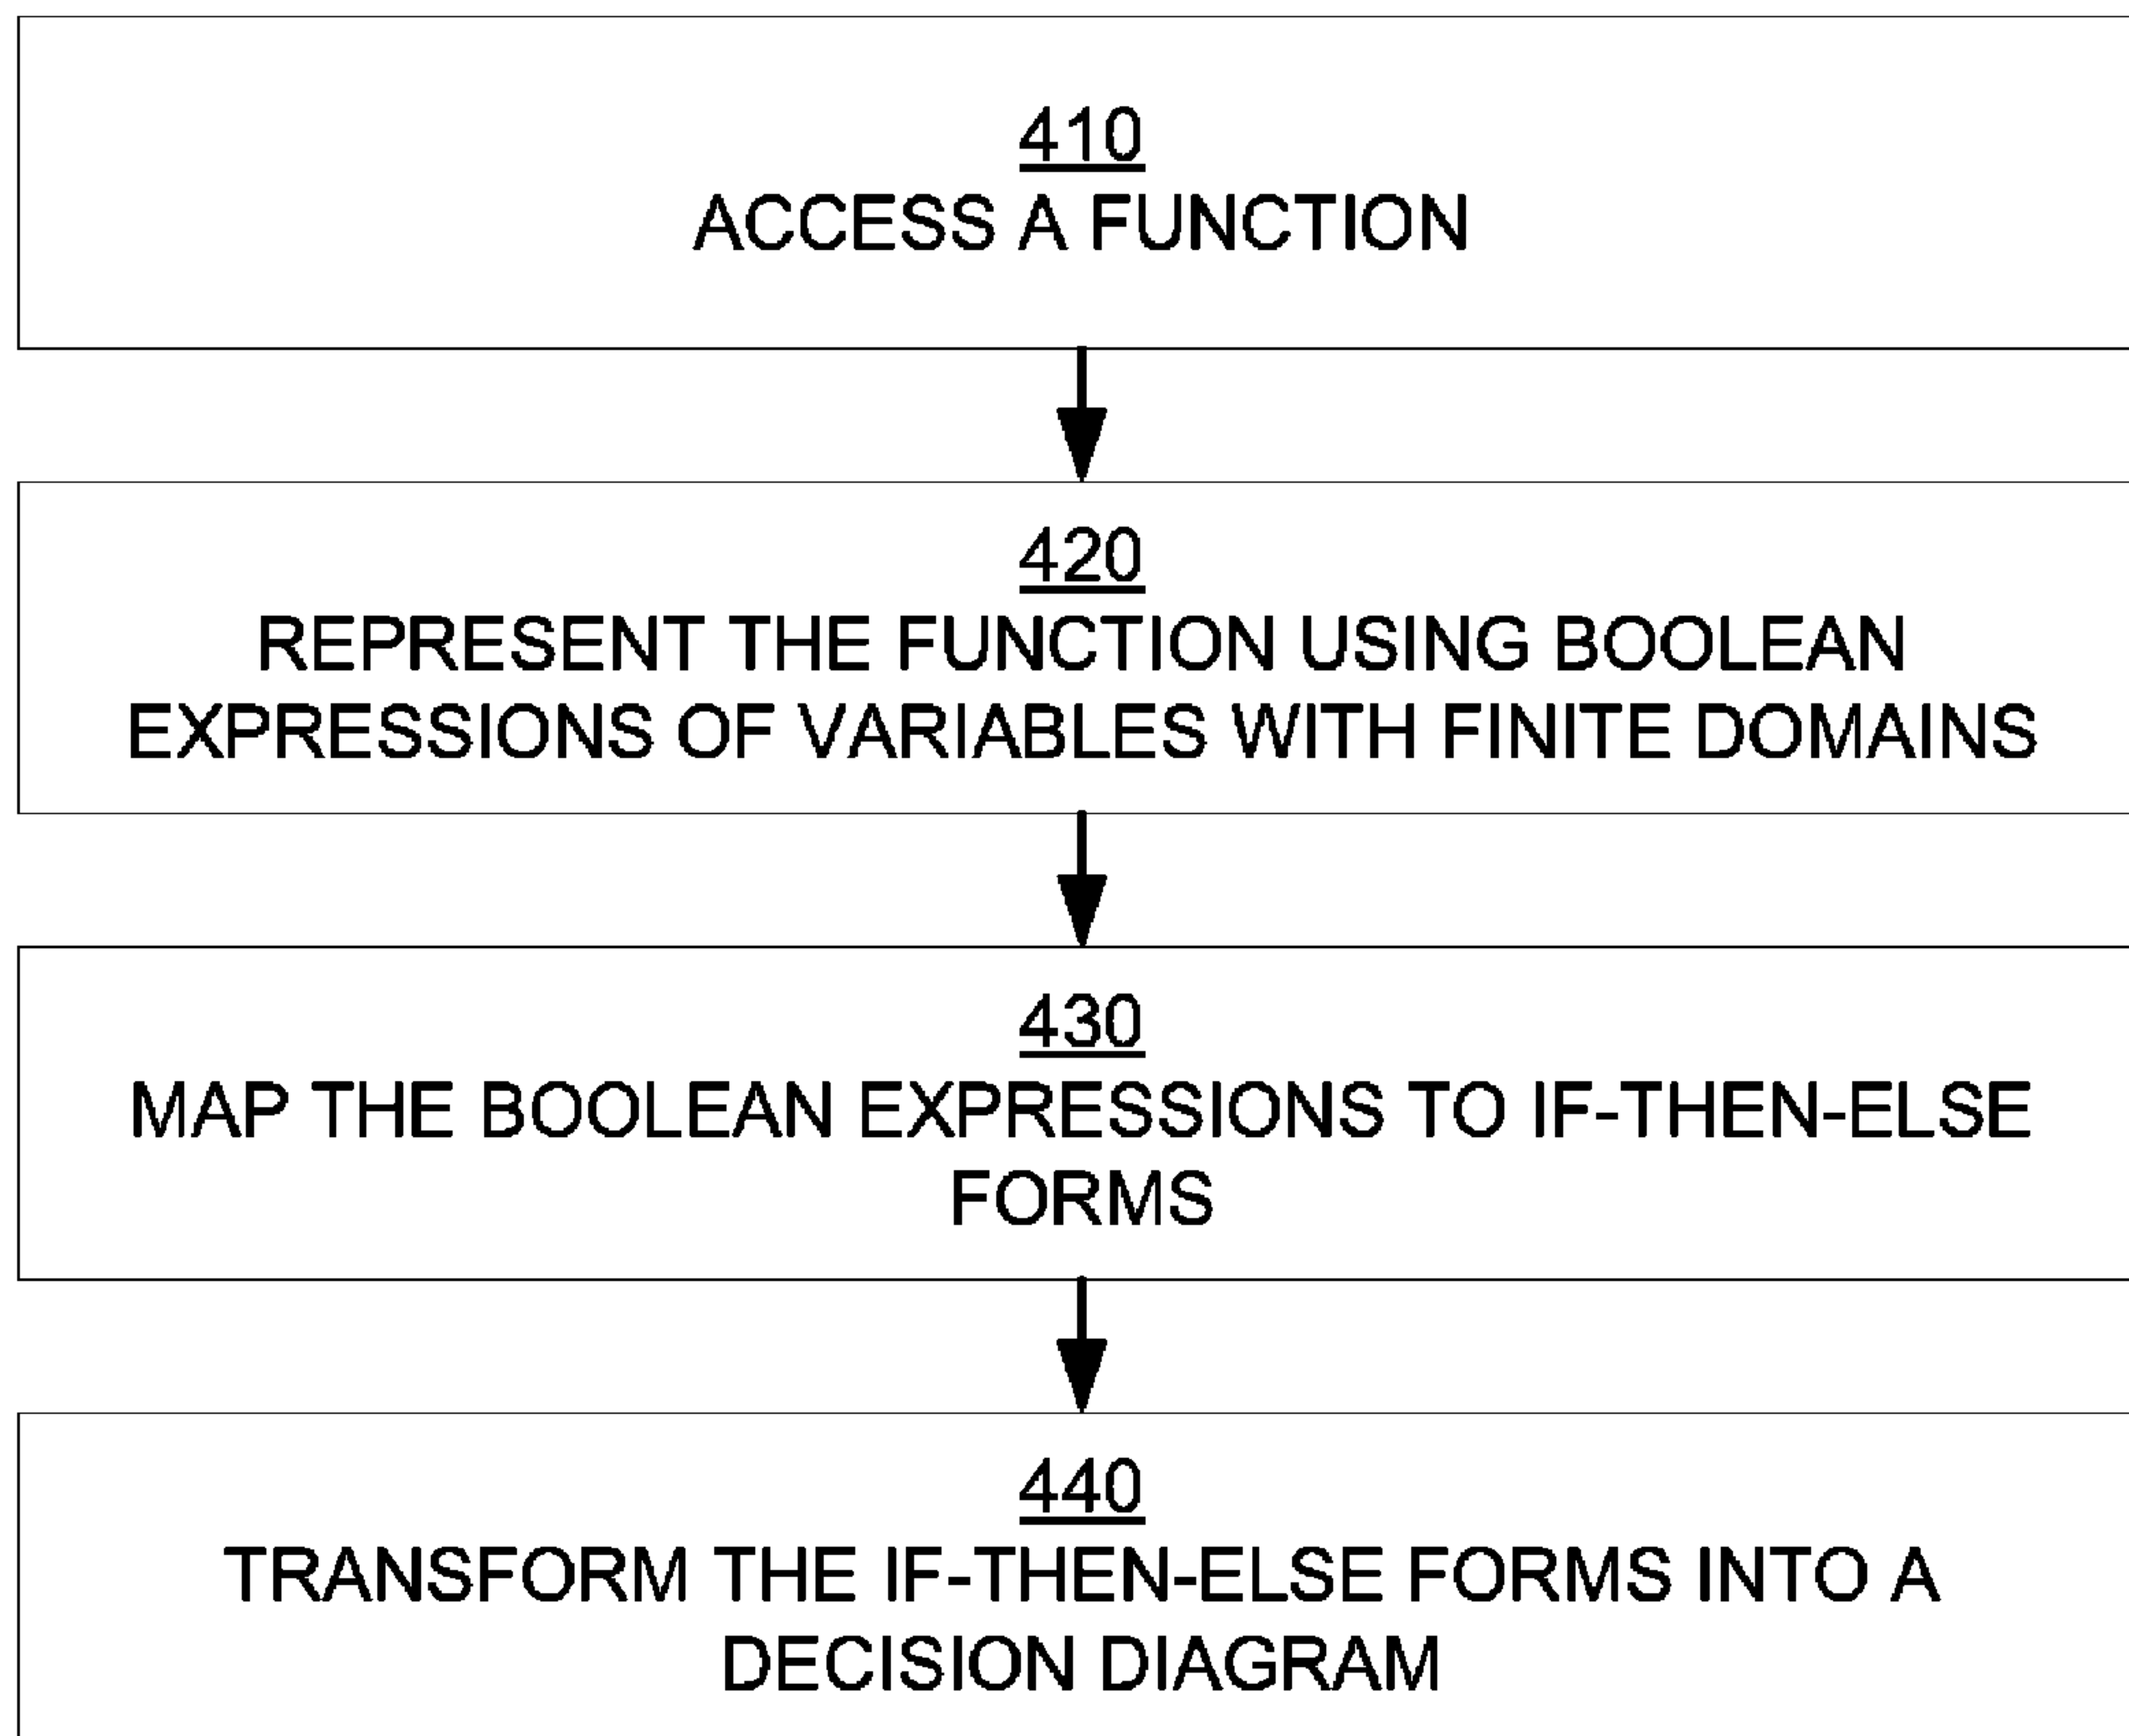 410
ACCESS A FUNCTION
420
REPRESENT THE FUNCTION USING BOOLEAN
EXPRESSIONS OF VARIABLES WITH FINITE DOMAINS
430
MAP THE BOOLEAN EXPRESSIONS TO IF-THEN-ELSE
FORMS
440
TRANSFORM THE IF-THEN-ELSE FORMS INTO A
DECISION DIAGRAM